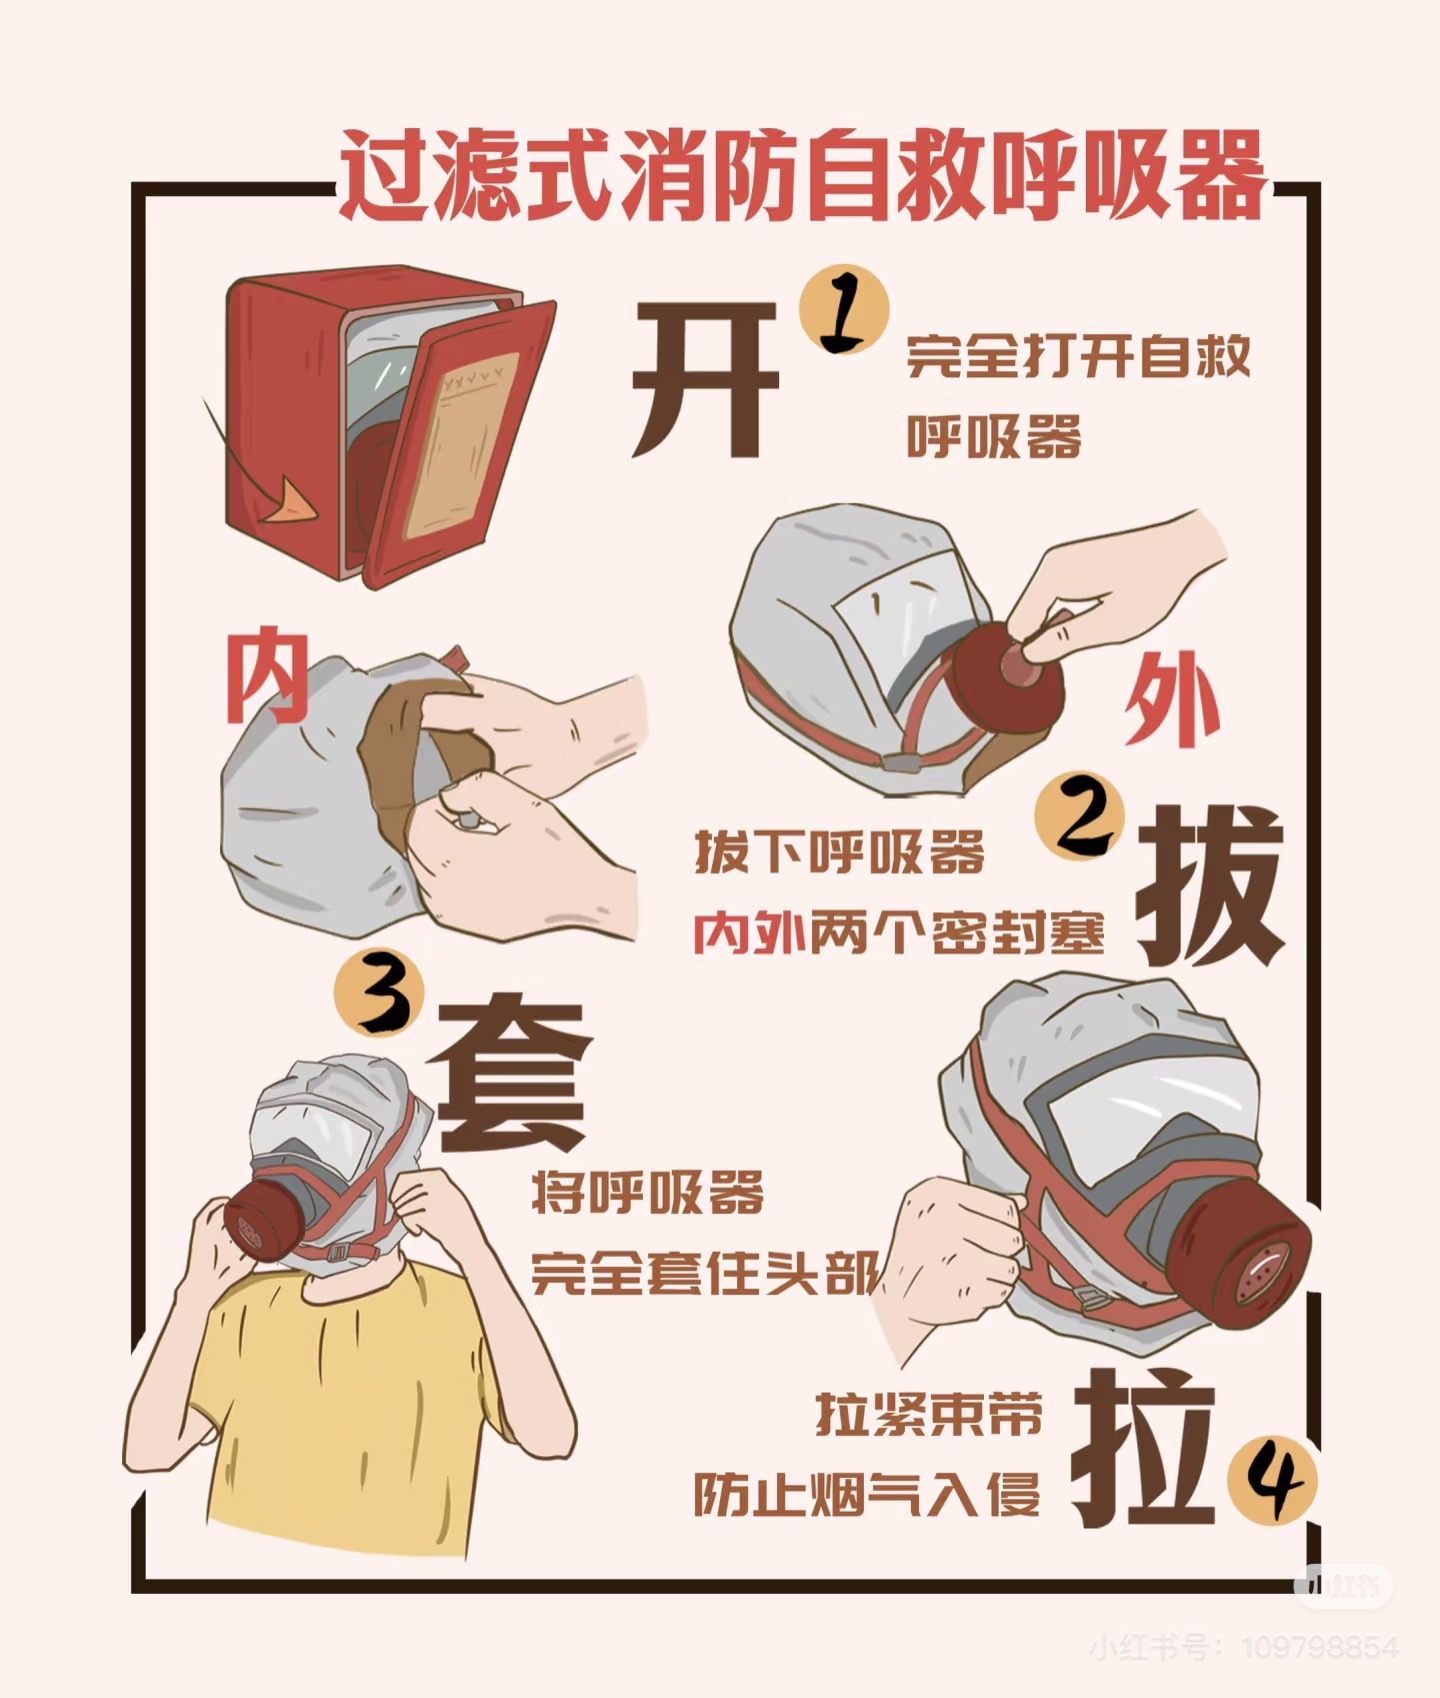 过滤式消防自救呼吸器
开
1
完全打开自救
呼吸器
内
外
2
拔
拔下呼吸器
内外两个密封塞
3
套
将呼吸器
完全套住头部
拉紧束带
防止烟气入侵
拉
4
小红书
小红书号：109798854